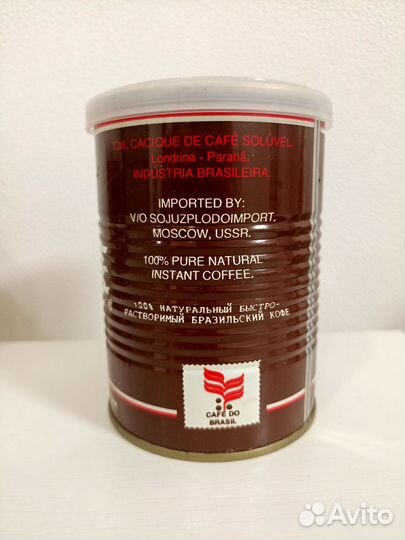 CIA. CACIQUE DE CAFÉ SOLÚVEL.
Londrina - Paraná.
INDÚSTRIA BRASILEIRA.
IMPORTED BY:
V/O SOJUZPLODOIMPORT.
MOSCOW, USSR.
100% PURE NATURAL
INSTANT COFFEE.
100% НАТУРАЛЬНЫЙ БЫСТРО-
РАСТВОРИМЫЙ БРАЗИЛЬСКИЙ КОФЕ
CAFÉ DO
BRASIL
Avito